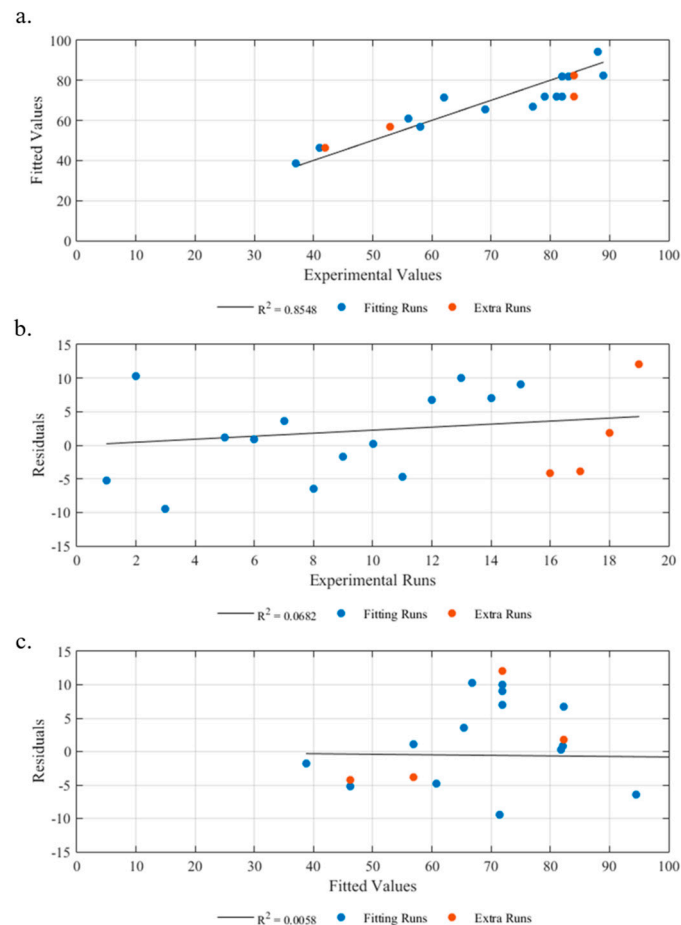 a.
100
80
60
40
20
0
Fitted Values
0 10 20 30 40 50 60 70 80 90 100
Experimental Values
R² = 0.8548 Fitting Runs Extra Runs
b.
15
10
5
0
-5
-10
-15
Residuals
0 2 4 6 8 10 12 14 16 18 20
Experimental Runs
R² = 0.0682 Fitting Runs Extra Runs
c.
15
10
5
0
-5
-10
-15
Residuals
0 10 20 30 40 50 60 70 80 90 100
Fitted Values
R² = 0.0058 Fitting Runs Extra Runs